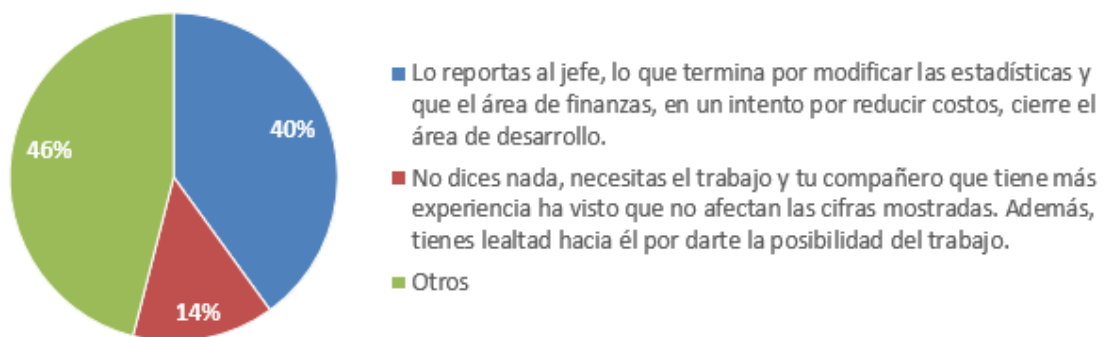 Lo reportas al jefe, lo que termina por modificar las estadísticas y
que el área de finanzas, en un intento por reducir costos, cierre el
área de desarrollo.
40%
46%
No dices nada, necesitas el trabajo y tu compañero que tiene más
experiencia ha visto que no afectan las cifras mostradas. Además,
tienes lealtad hacia él por darte la posibilidad del trabajo.
Otros
14%